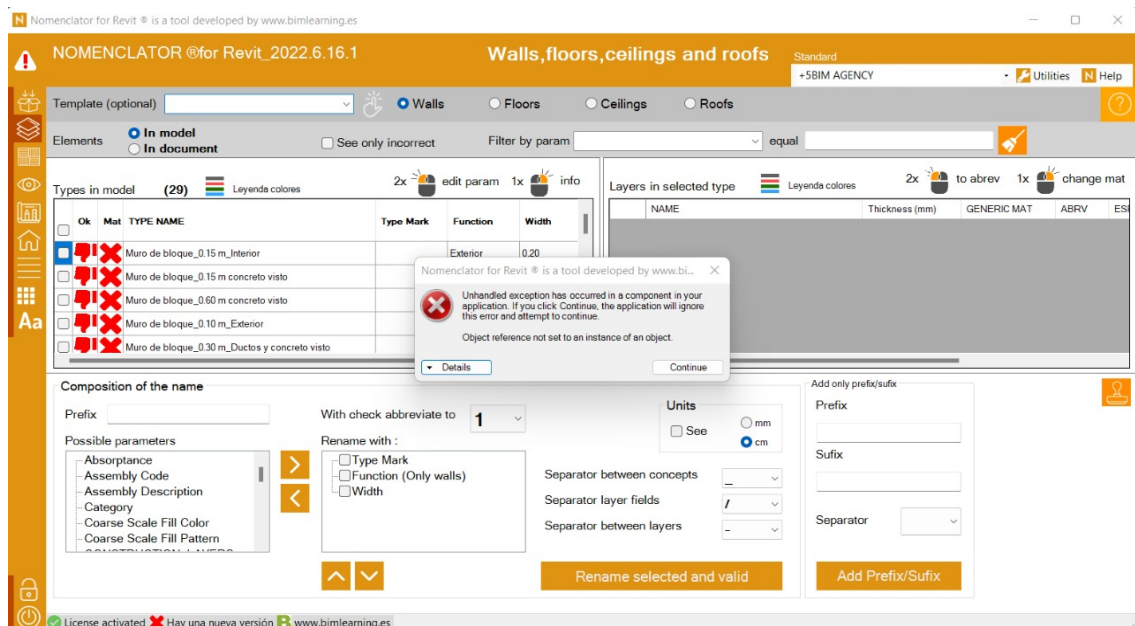 Nomenclator for Revit ® is a tool developed by www.bimlearning.es
NOMENCLATOR ®for Revit_2022.6.16.1
Walls,floors,ceilings and roofs
Standard
+5BIM AGENCY
Utilities
N Help
Template (optional)
Walls
Floors
Ceilings
Roofs
Elements
In model
In document
See only incorrect
Filter by param
equal
Types in model (29)
Leyenda colores
2x edit param 1x info
Layers in selected type
Leyenda colores
2x to abrev 1x change mat
Ok Mat TYPE NAME Type Mark Function Width
NAME Thickness (mm) GENERIC MAT ABRV
Muro de bloque_0.15 m_Interior Exterior 0.20
Muro de bloque_0.15 m concreto visto
Muro de bloque_0.60 m concreto visto
Muro de bloque_0.10 m_Exterior
Muro de bloque_0.30 m_Ductos y concreto visto
Nomenclator for Revit ® is a tool developed by www.bi...
Unhandled exception has occurred in a component in your
application. If you click Continue, the application will ignore
this error and attempt to continue.
Object reference not set to an instance of an object.
Details
Continue
Aa
Composition of the name
Prefix
With check abbreviate to 1
Possible parameters
Absorptance
Assembly Code
Assembly Description
Category
Coarse Scale Fill Color
Coarse Scale Fill Pattern
Rename with :
Type Mark
Function (Only walls)
Width
Units
See
mm
cm
Separator between concepts _
Separator layer fields /
Separator between layers -
Rename selected and valid
Add only prefix/sufix
Prefix
Sufix
Separator
Add Prefix/Sufix
License activated Hay una nueva versión B www.bimlearning.es